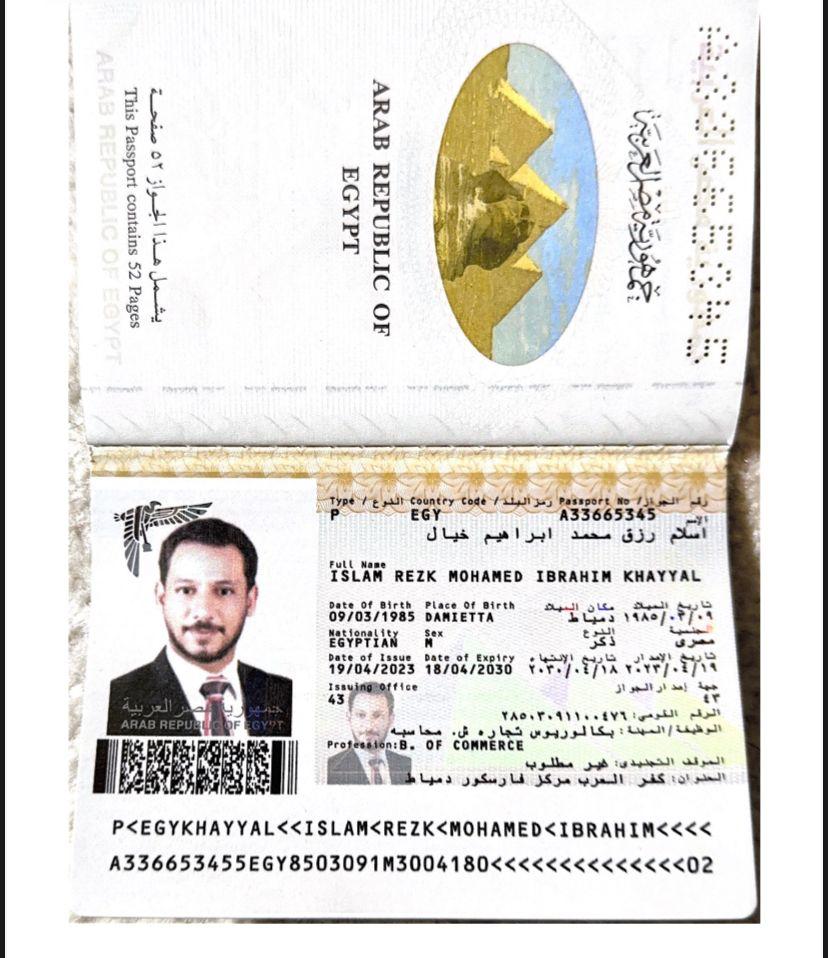 جمهورية مصر العربية
ARAB REPUBLIC OF
EGYPT
يشمل هذا الجواز ٥٢ صفحة
This Passport contains 52 Pages
ARAB REPUBLIC OF EGYPT
Type / النوع Country Code / رمز البلد Passport No / رقم الجواز
P EGY A33665345
الإسم
اسلام رزق محمد ابراهيم خيال
Full Name
ISLAM REZK MOHAMED IBRAHIM KHAYYAL
Date Of Birth Place Of Birth مكان الميلاد تاريخ الميلاد
09/03/1985 DAMIETTA دمياط ١٩٨٥/٠٣/٠٩
Nationality Sex النوع جنسية
EGYPTIAN M ذكر مصرى
Date of Issue Date of Expiry تاريخ الإنتهاء تاريخ الإصدار
19/04/2023 18/04/2030 ٢٠٣٠/٠٤/١٨ ٢٠٢٣/٠٤/١٩
Issuing Office جهة إصدار الجواز
43 ٤٣
الرقم القومى: ٢٨٥٠٣٠٩١١٠٠٤٧٦
الوظيفة/المهنة: بكالوريوس تجاره ش. محاسبه
Profession:B. OF COMMERCE
الموقف التجنيدى: غير مطلوب
العنوان: كفر العرب مركز فارسكور دمياط
جمهورية مصر العربية
ARAB REPUBLIC OF EGYPT
P<EGYKHAYYAL<<ISLAM<REZK<MOHAMED<IBRAHIM<<<<
A336653455EGY8503091M3004180<<<<<<<<<<<<<<02